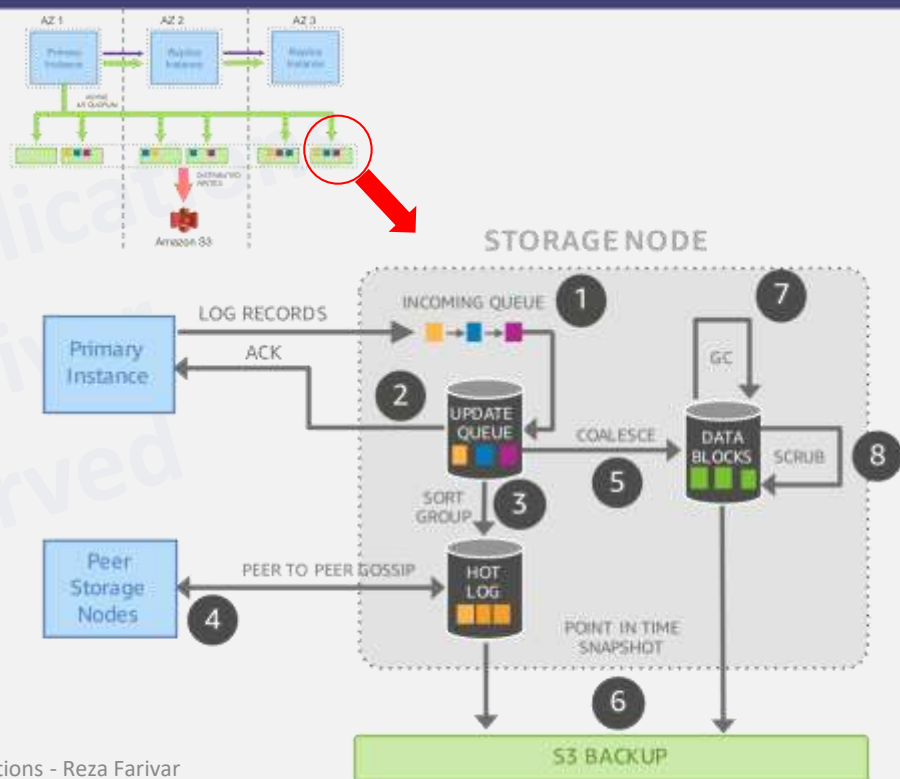 AZ 1
AZ 2
AZ 3
Primary
Instance
Replica
Instance
Replica
Instance
Amazon S3
STORAGE NODE
INCOMING QUEUE
1
7
LOG RECORDS
Primary
Instance
ACK
GC
2
UPDATE
QUEUE
COALESCE
DATA
BLOCKS
SCRUB
8
5
SORT
GROUP
3
Peer
Storage
Nodes
PEER TO PEER GOSSIP
HOT
LOG
4
POINT IN TIME
SNAPSHOT
6
S3 BACKUP
tions - Reza Farivar